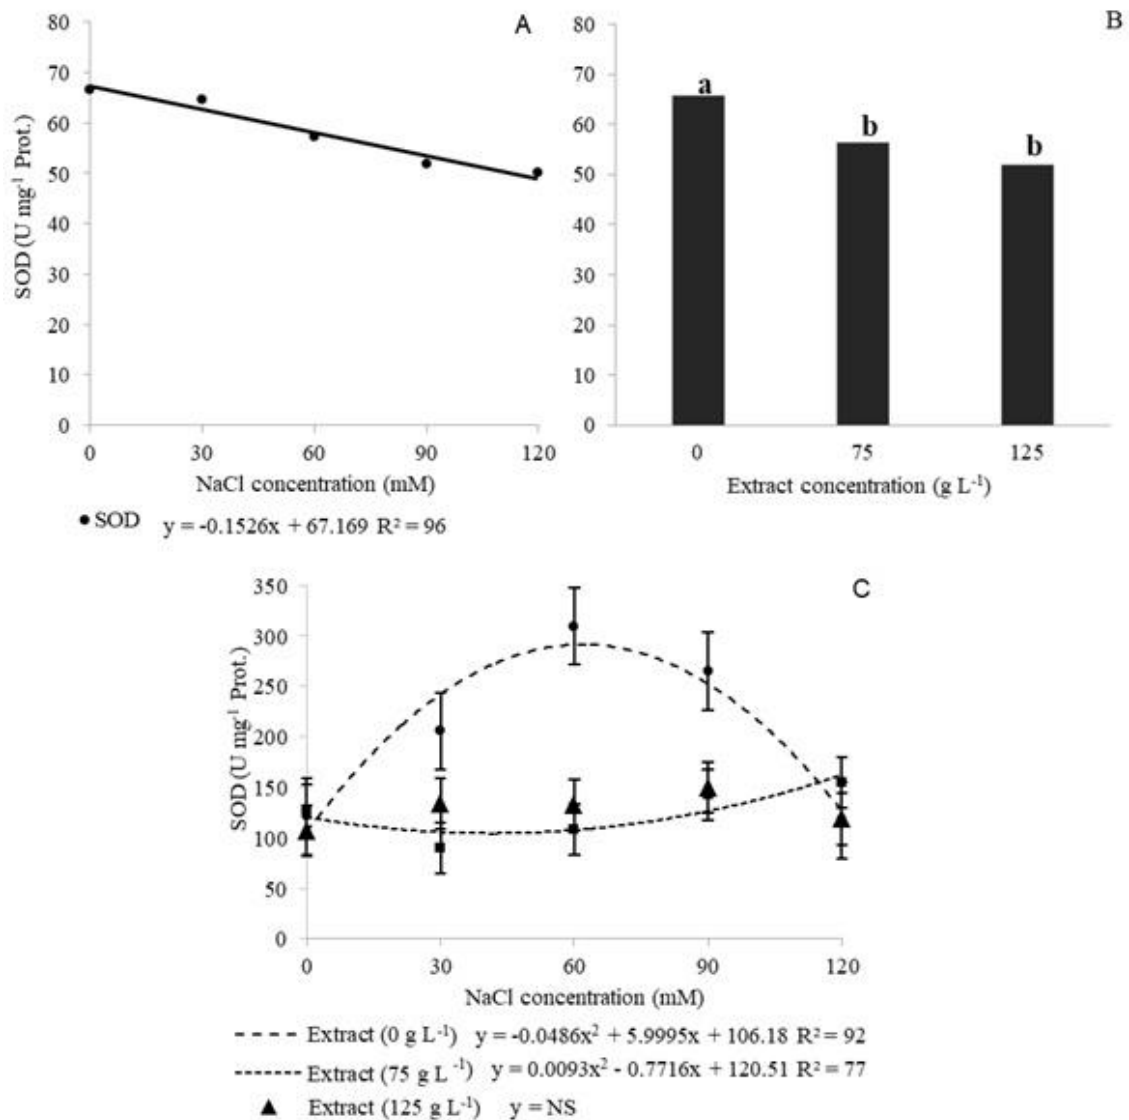 A
80
70
60
50
40
30
20
10
0
SOD (U mg⁻¹ Prot.)
0 30 60 90 120
NaCl concentration (mM)
● SOD y = -0.1526x + 67.169 R² = 96
B
80
70
60
50
40
30
20
10
0
a
b
b
0 75 125
Extract concentration (g L⁻¹)
C
350
300
250
200
150
100
50
0
SOD (U mg⁻¹ Prot.)
0 30 60 90 120
NaCl concentration (mM)
Extract (0 g L⁻¹) y = -0.0486x² + 5.9995x + 106.18 R² = 92
Extract (75 g L⁻¹) y = 0.0093x² - 0.7716x + 120.51 R² = 77
▲ Extract (125 g L⁻¹) y = NS